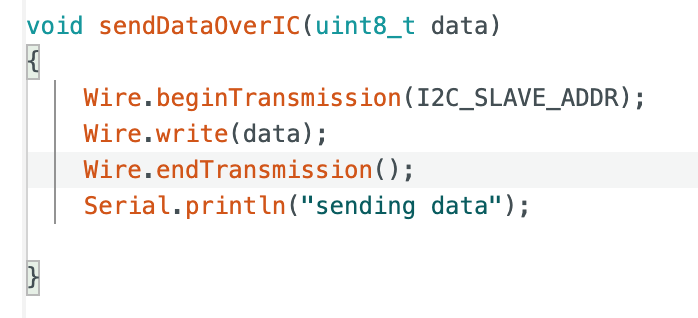 void sendDataOverIC(uint8_t data)
{
Wire.beginTransmission(I2C_SLAVE_ADDR);
Wire.write(data);
Wire.endTransmission();
Serial.println("sending data");
}